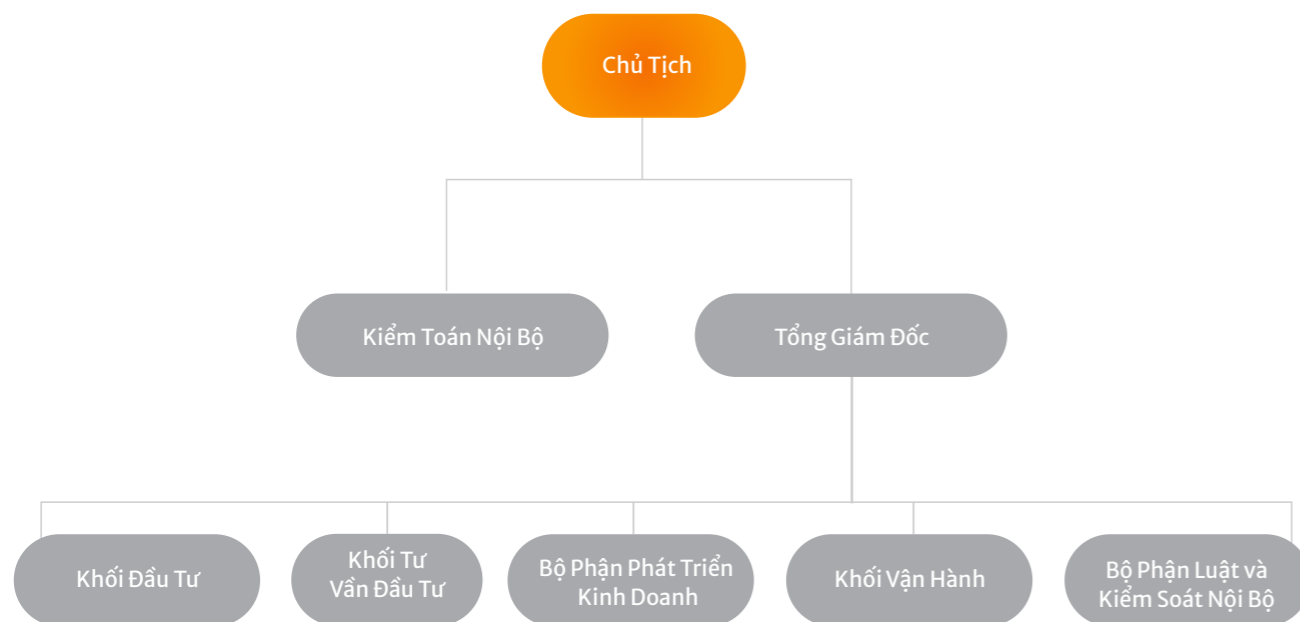 Chủ Tịch
Kiểm Toán Nội Bộ
Tổng Giám Đốc
Khối Đầu Tư
Khối Tư
Vần Đầu Tư
Bộ Phận Phát Triển
Kinh Doanh
Khối Vận Hành
Bộ Phận Luật và
Kiểm Soát Nội Bộ